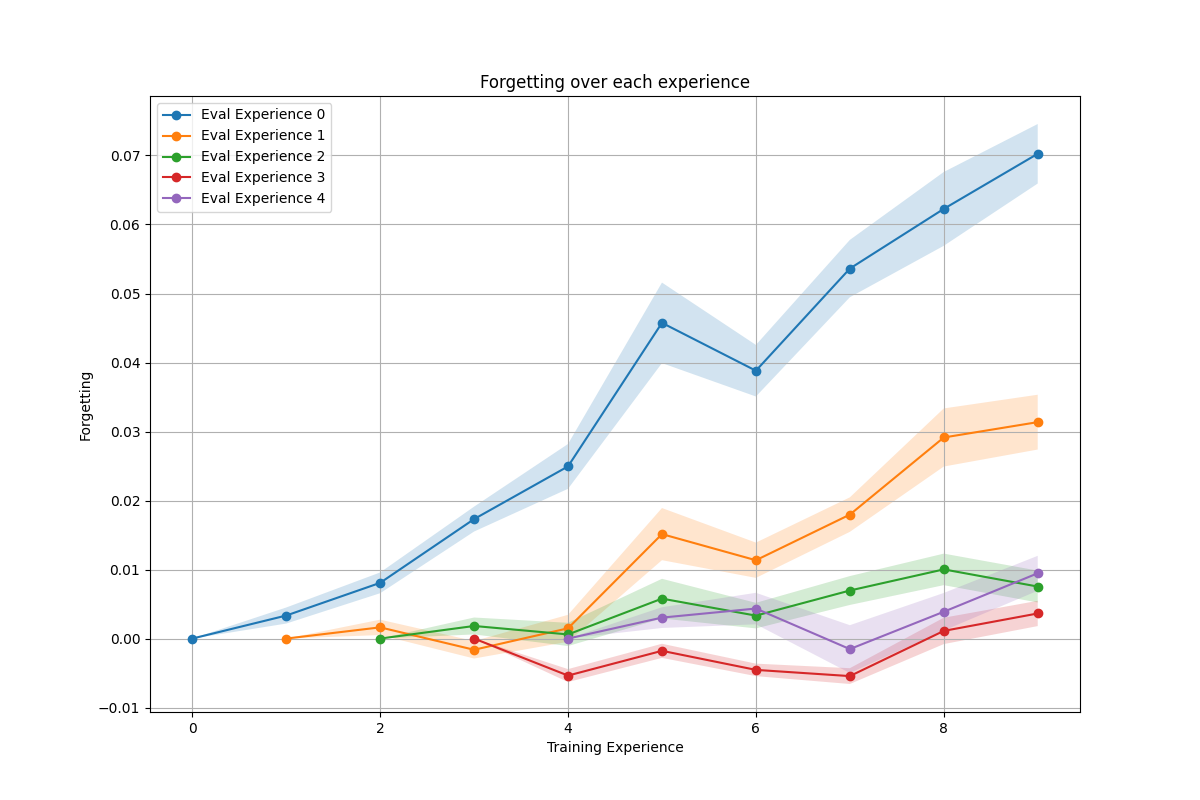 Forgetting over each experience
Eval Experience 0
Eval Experience 1
Eval Experience 2
Eval Experience 3
Eval Experience 4
0.07
0.06
0.05
0.04
0.03
0.02
0.01
0.00
−0.01
Forgetting
0 2 4 6 8
Training Experience